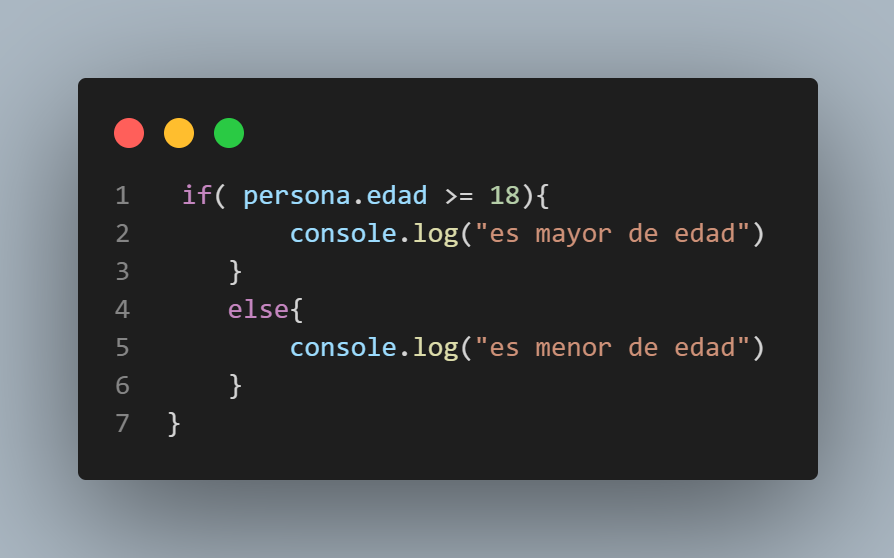 1 if( persona.edad >= 18){
2 console.log("es mayor de edad")
3 }
4 else{
5 console.log("es menor de edad")
6 }
7 }